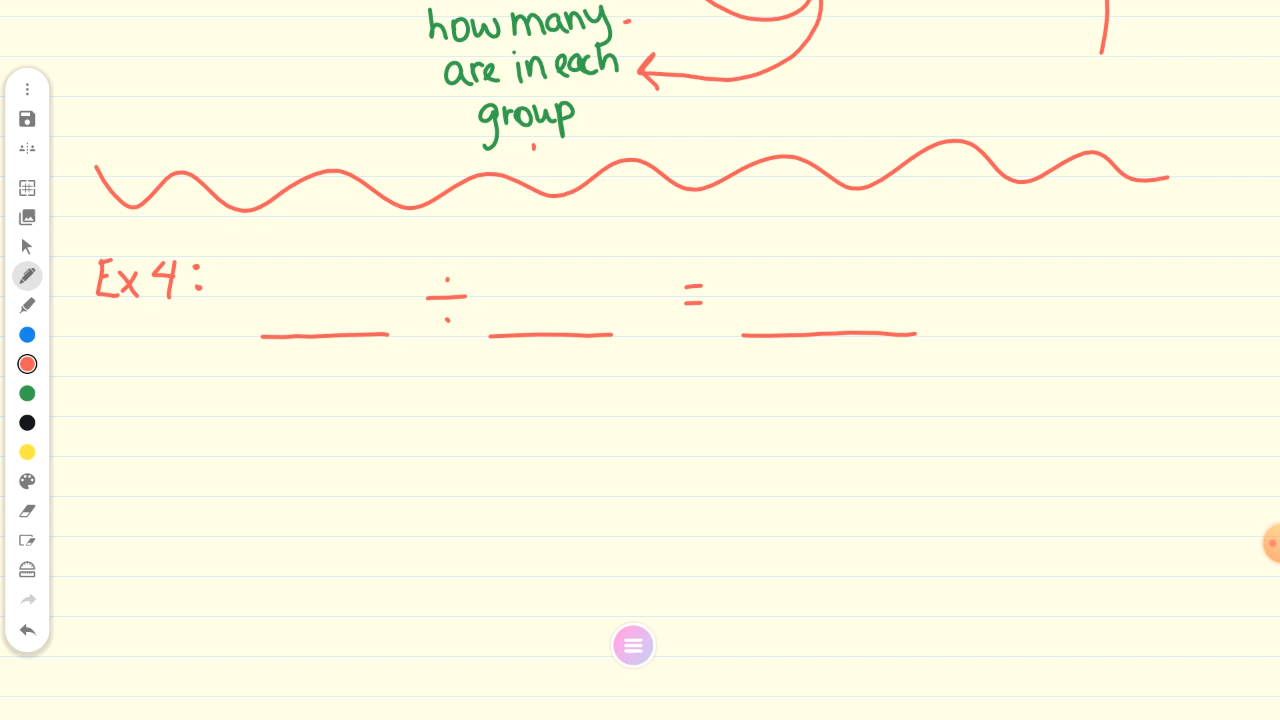 how many
are in each
group
Ex 4: ___ ÷ ___ = ___